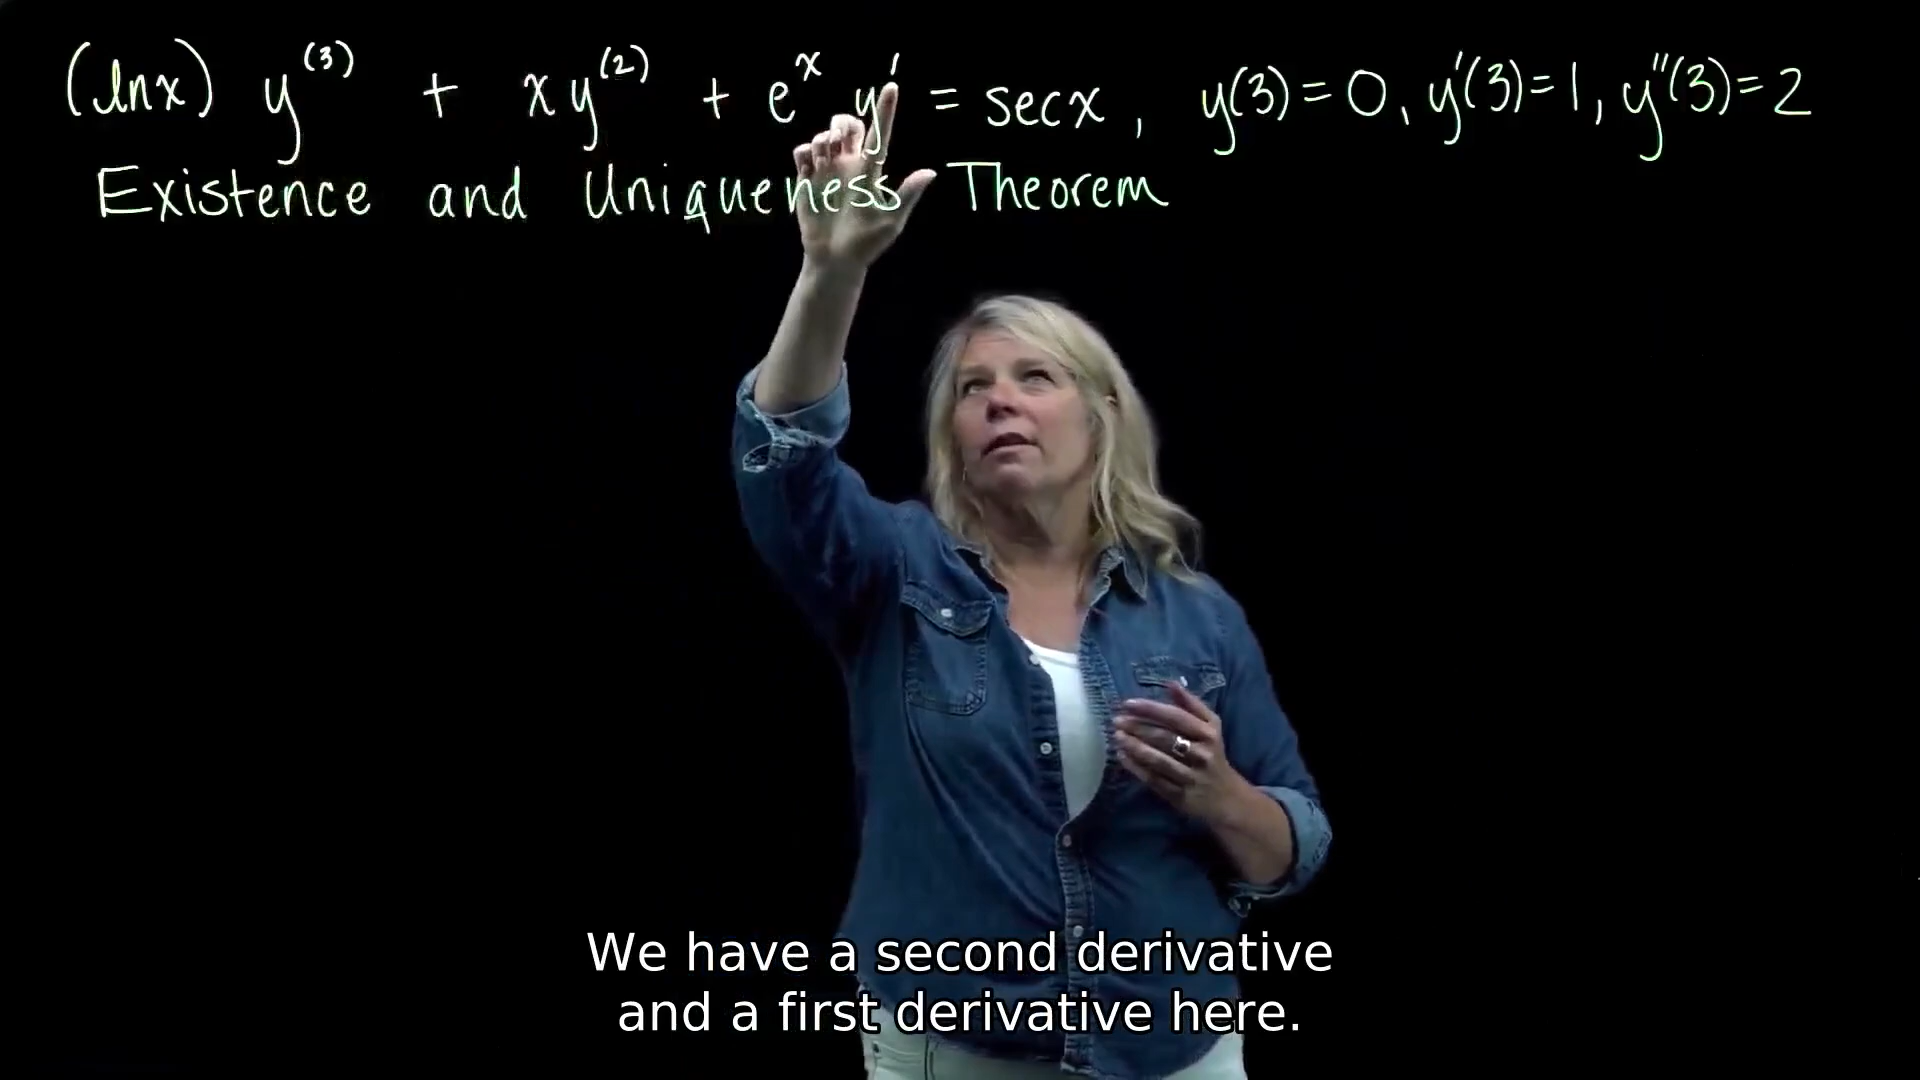 (lnx) y⁽³⁾ + xy⁽²⁾ + eˣ y' = secx, y(3)=0, y'(3)=1, y''(3)=2
Existence and Uniqueness Theorem
We have a second derivative
and a first derivative here.